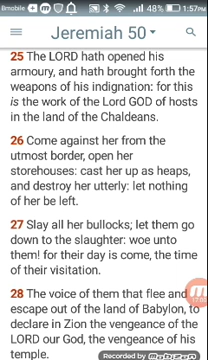 8mobile 48% 1:57PM
Jeremiah 50
25 The LORD hath opened his
armoury, and hath brought forth the
weapons of his indignation: for this
is the work of the Lord GOD of hosts
in the land of the Chaldeans.
26 Come against her from the
utmost border, open her
storehouses: cast her up as heaps,
and destroy her utterly: let nothing
of her be left.
27 Slay all her bullocks; let them go
down to the slaughter: woe unto
them! for their day is come, the time
of their visitation.
28 The voice of them that flee and
escape out of the land of Babylon, to
declare in Zion the vengeance of the
LORD our God, the vengeance of his
temple.
Recorded by Mobizen